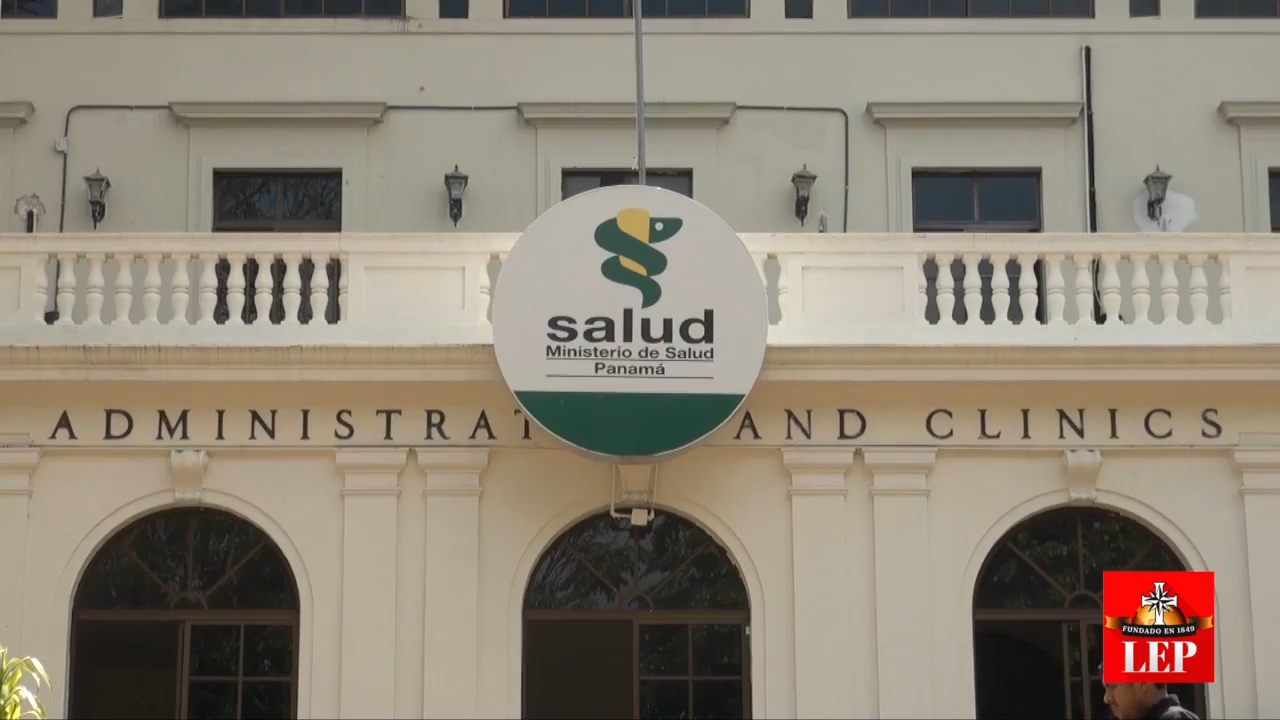 salud
Ministerio de Salud
Panamá
ADMINISTRAT AND CLINICS
FUNDADO EN 1849
LEP